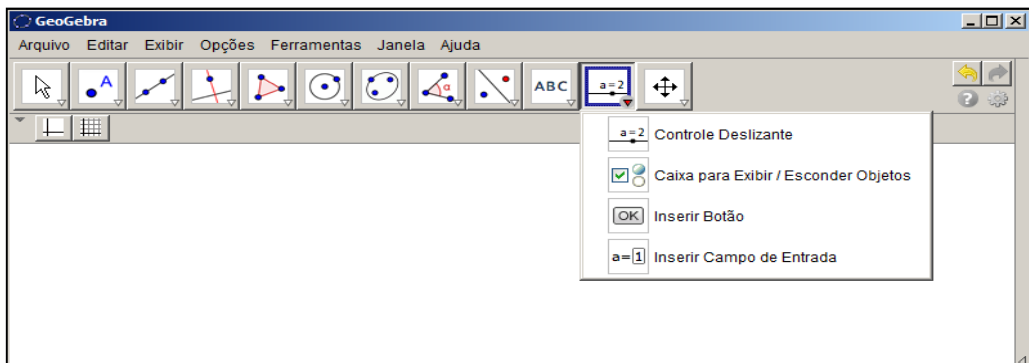 GeoGebra
Arquivo Editar Exibir Opções Ferramentas Janela Ajuda
A α ABC a=2
a=2 Controle Deslizante
Caixa para Exibir / Esconder Objetos
OK Inserir Botão
a=1 Inserir Campo de Entrada